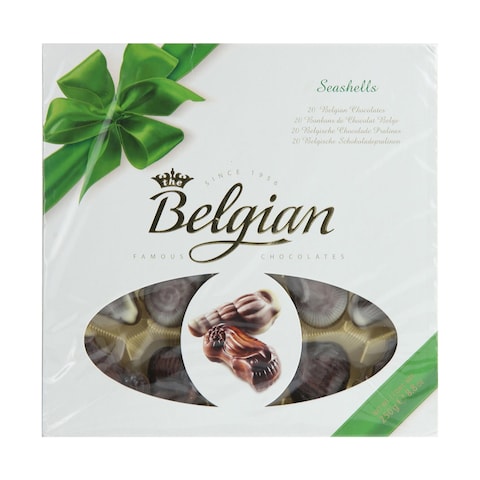 Seashells
20 Belgian Chocolates
20 Bonbons de Chocolat Belge
20 Belgische Chocolade Pralines
20 Belgische Schokoladepralinen
SINCE 1956
the
Belgian
FAMOUS CHOCOLATES